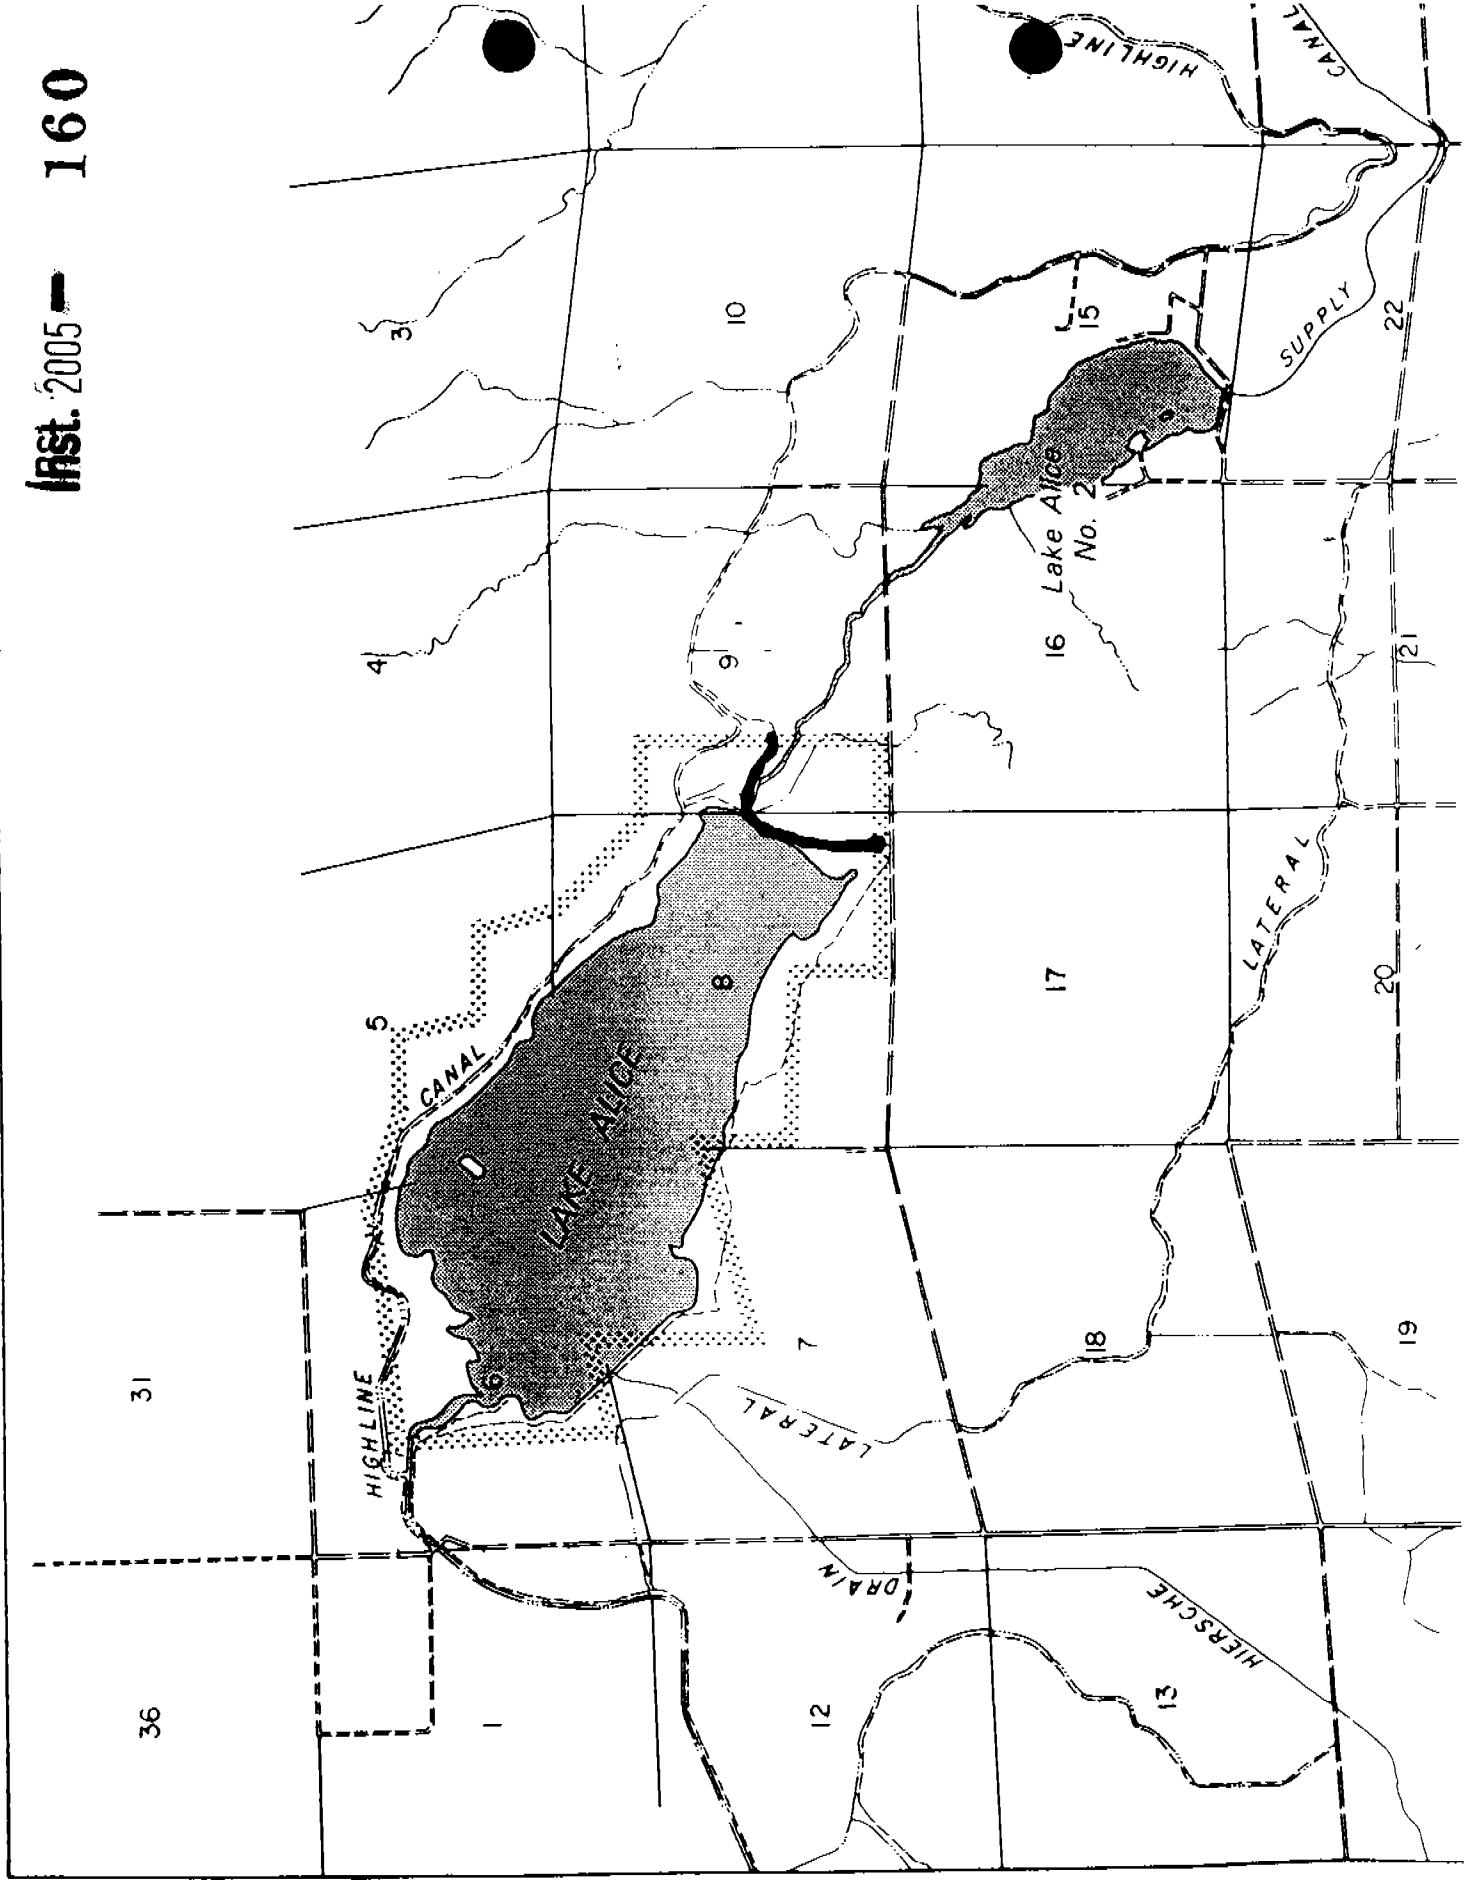 Inst. 2005— 160
36
31
5
4
3
1
HIGHLINE
6
CANAL
LAKE ALICE
8
9
10
12
7
LATERAL
DRAIN
13
HIERSCHE
18
17
16
Lake Alice
No. 2
15
HIGHLINE
CANAL
SUPPLY
LATERAL
19
20
21
22